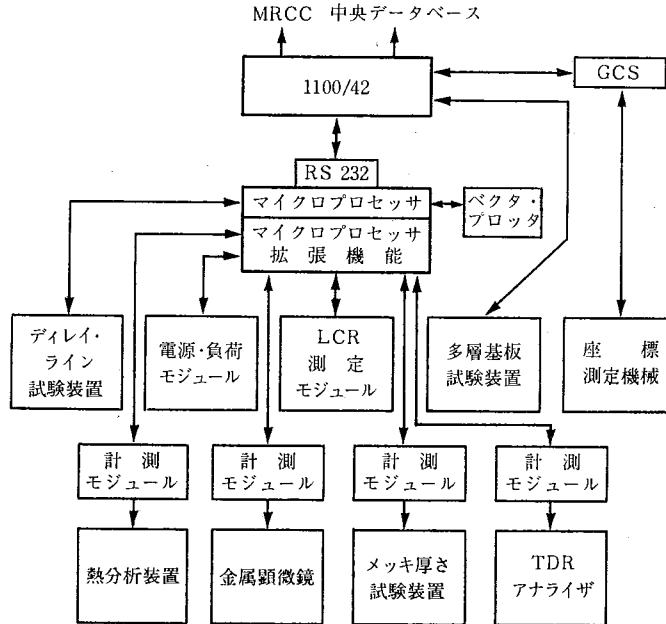 MRCC 中央データベース
1100/42
GCS
RS 232
マイクロプロセッサ
ベクタ・
プロッタ
マイクロプロセッサ
拡張機能
ディレイ・
ライン
試験装置
電源・負荷
モジュール
LCR
測定
モジュール
多層基板
試験装置
座標
測定機械
計測
モジュール
計測
モジュール
計測
モジュール
計測
モジュール
熱分析装置
金属顕微鏡
メッキ厚さ
試験装置
TDR
アナライザ